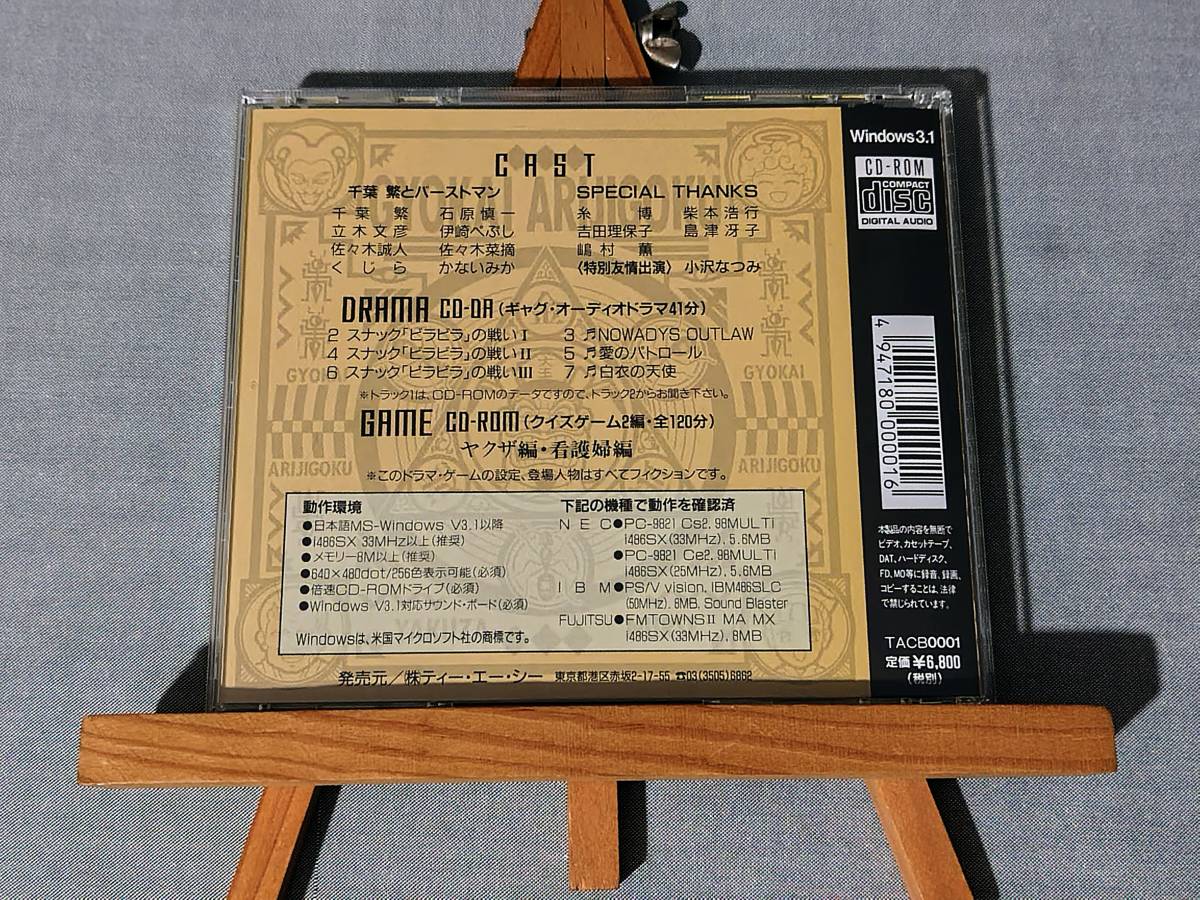 CAST
千葉 繁とバーストマン
千葉 繁 石原慎一
立木文彦 伊崎べぶし
佐々木誠人 佐々木菜摘
くじら かないみか
SPECIAL THANKS
糸 博 柴本浩行
吉田理保子 島津冴子
嶋村 薫
〈特別友情出演〉 小沢なつみ
GYOKAI ARIJIGOKU
DRAMA CD-DA (ギャグ・オーディオドラマ41分)
2 スナック「ビラビラ」の戦いⅠ 3 ♬NOWADYS OUTLAW
4 スナック「ビラビラ」の戦いⅡ 5 ♬愛のパトロール
6 スナック「ビラビラ」の戦いⅢ 7 ♬白衣の天使
※トラック1は、CD-ROMのデータですので、トラック2からお聞き下さい。
GAME CD-ROM (クイズゲーム2編・全120分)
ヤクザ編・看護婦編
※このドラマ・ゲームの設定、登場人物はすべてフィクションです。
GYOKAI
ARIJIGOKU
GYOKAI
ARIJIGOKU
動作環境
●日本語MS-Windows V3.1以降
●i486SX 33MHz以上(推奨)
●メモリー8M以上(推奨)
●640×480dot/256色表示可能(必須)
●倍速CD-ROMドライブ(必須)
●Windows V3.1対応サウンド・ボード(必須)
YAKUZA
Windowsは、米国マイクロソフト社の商標です。
下記の機種で動作を確認済
NEC●PC-9821 Cs2, 98MULTi
i486SX(33MHz), 5.6MB
●PC-9821 Ce2, 98MULTi
i486SX(25MHz), 5.6MB
IBM●PS/V vision, IBM486SLC
(50MHz), 8MB, Sound Blaster
FUJITSU●FMTOWNSⅡ MA MX
i486SX(33MHz), 8MB
発売元/(株)ティー・エー・シー 東京都港区赤坂2-17-55 ☎03(3505)6862
Windows3.1
CD-ROM
COMPACT
disc
DIGITAL AUDIO
4947180000016
本製品の内容を無断で
ビデオ、カセットテープ、
DAT、ハードディスク、
FD、MO等に録音、録画、
コピーすることは、法律
で禁じられています。
TACB0001
定価 ¥6,800
(税別)